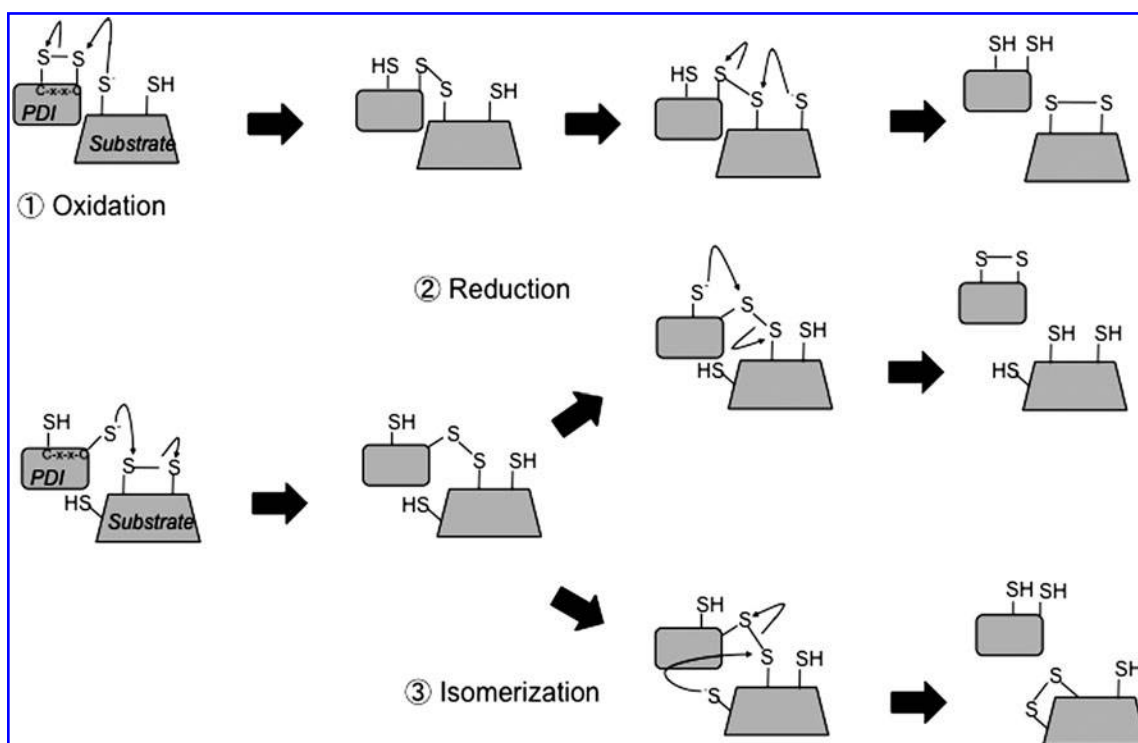 S S S- SH
C-x-x-C
PDI
Substrate
HS S S SH
HS S S S
SH SH
S S
① Oxidation
② Reduction
S- S S SH
HS
S S
SH SH
HS
SH S-
C-x-x-C
PDI
S S
HS
Substrate
SH S
S SH
HS
③ Isomerization
SH S
S SH
·S
SH SH
S SH
S